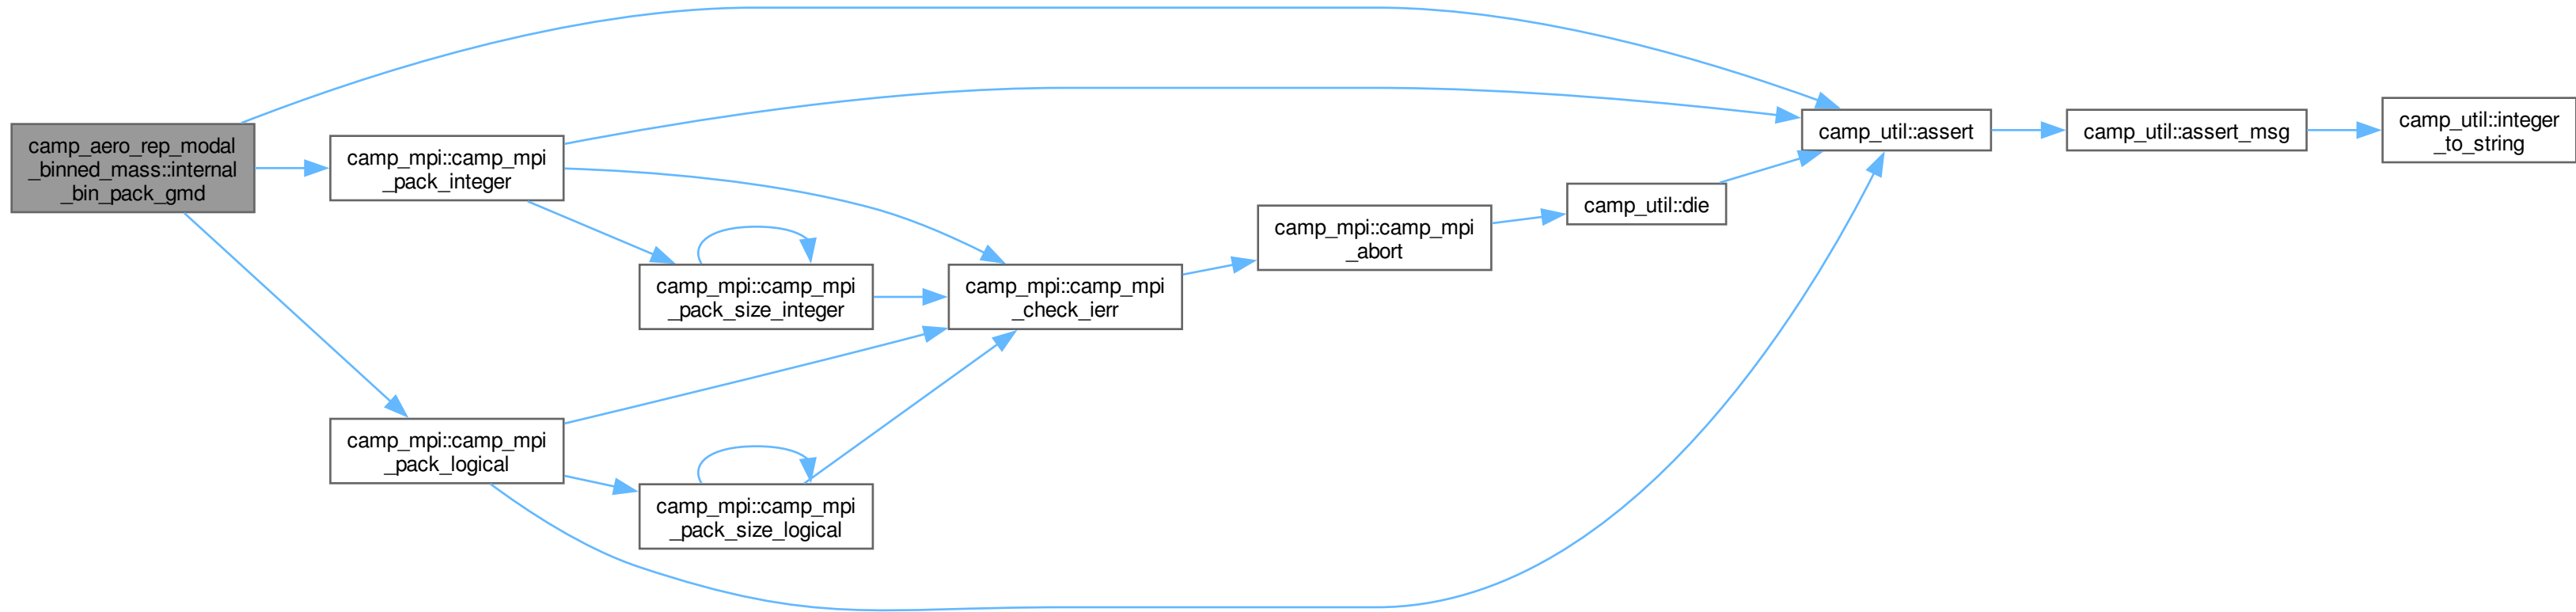 camp_aero_rep_modal
_binned_mass::internal
_bin_pack_gmd
camp_mpi::camp_mpi
_pack_integer
camp_mpi::camp_mpi
_pack_size_integer
camp_mpi::camp_mpi
_check_ierr
camp_mpi::camp_mpi
_abort
camp_util::die
camp_util::assert
camp_util::assert_msg
camp_util::integer
_to_string
camp_mpi::camp_mpi
_pack_logical
camp_mpi::camp_mpi
_pack_size_logical